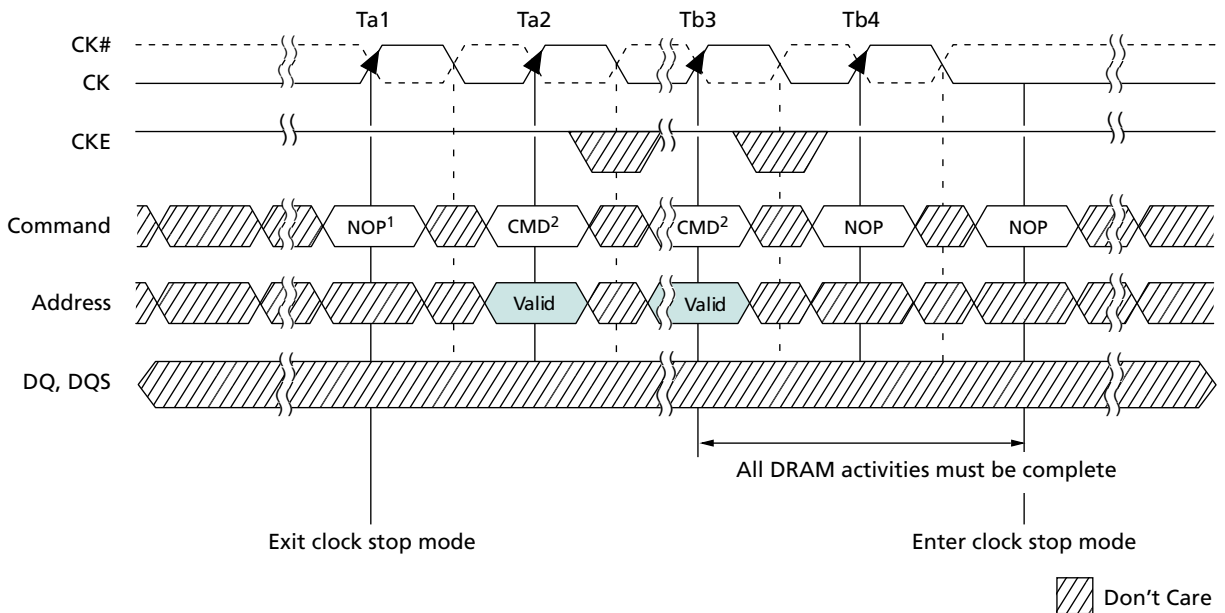 Ta1 Ta2 Tb3 Tb4
CK#
CK
CKE
Command NOP¹ CMD² CMD² NOP NOP
Address Valid Valid
DQ, DQS
All DRAM activities must be complete
Exit clock stop mode Enter clock stop mode
Don't Care